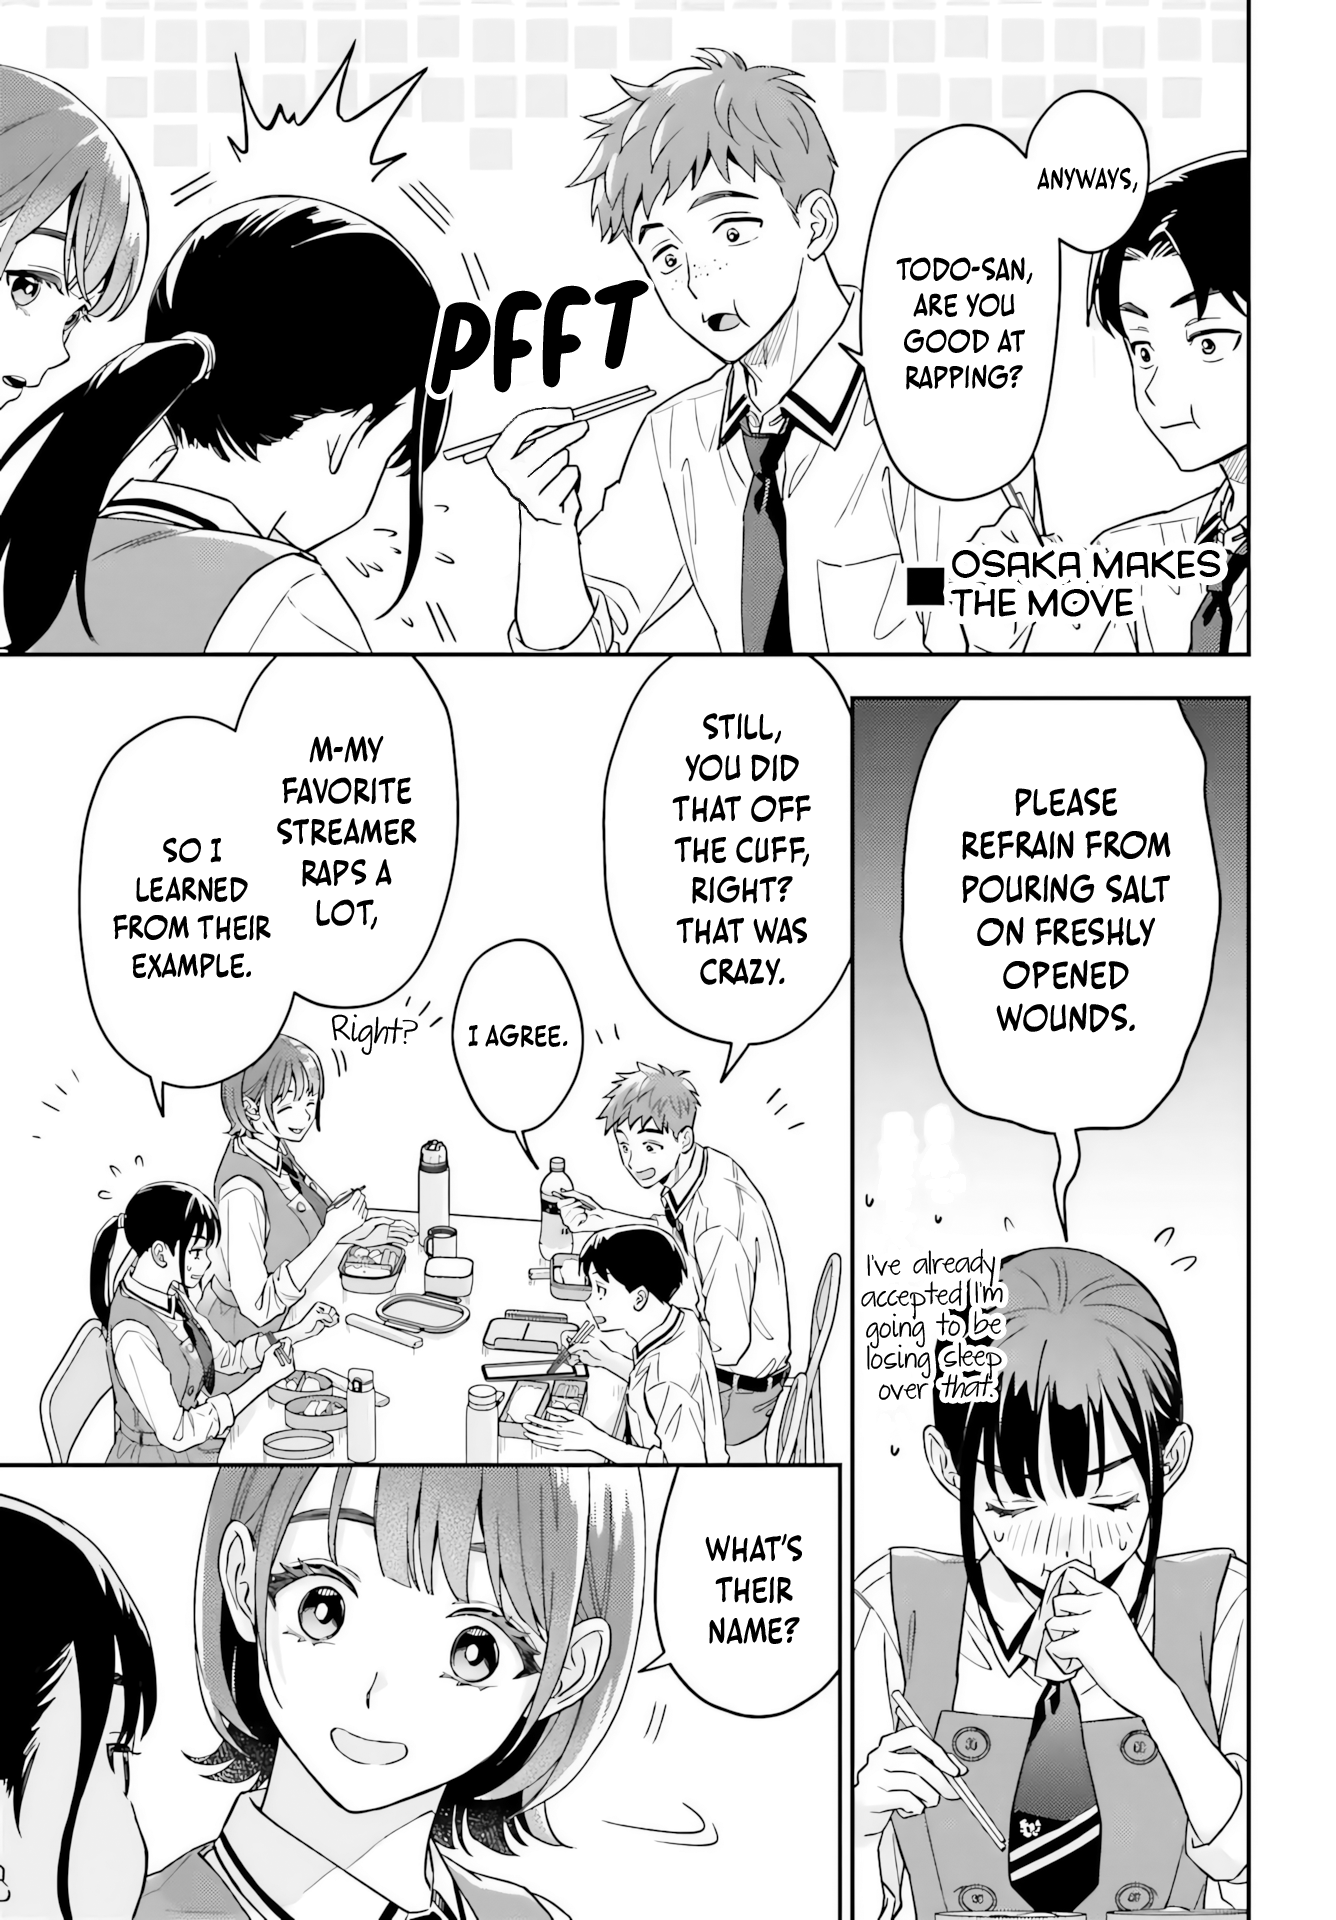 ANYWAYS,
TODO-SAN,
ARE YOU
GOOD AT
RAPPING?
PFFT
■OSAKA MAKES
THE MOVE
PLEASE
REFRAIN FROM
POURING SALT
ON FRESHLY
OPENED
WOUNDS.
I've already
accepted I'm
going to be
losing sleep
over that.
STILL,
YOU DID
THAT OFF
THE CUFF,
RIGHT?
THAT WAS
CRAZY.
I AGREE.
Right?
M-MY
FAVORITE
STREAMER
RAPS A
LOT,
SO I
LEARNED
FROM THEIR
EXAMPLE.
WHAT'S
THEIR
NAME?